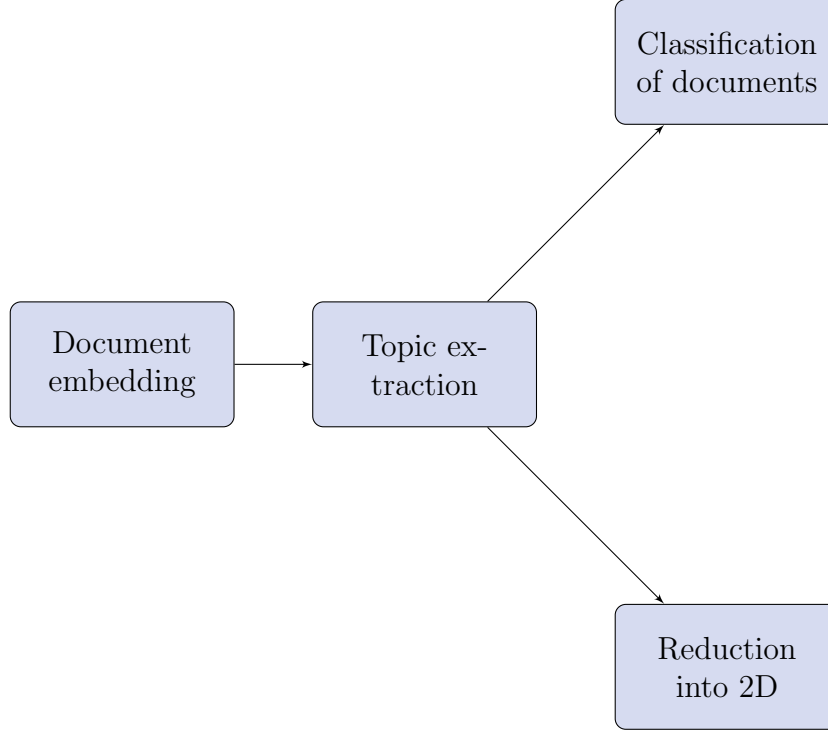 Classification
of documents
Document
embedding
Topic ex-
traction
Reduction
into 2D